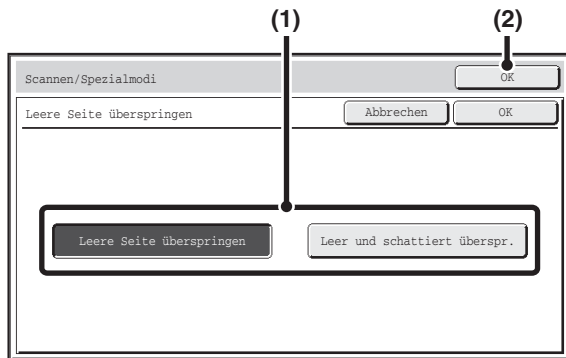 (1) (2)
Scannen/Spezialmodi OK
Leere Seite überspringen Abbrechen OK
Leere Seite überspringen Leer und schattiert überspr.